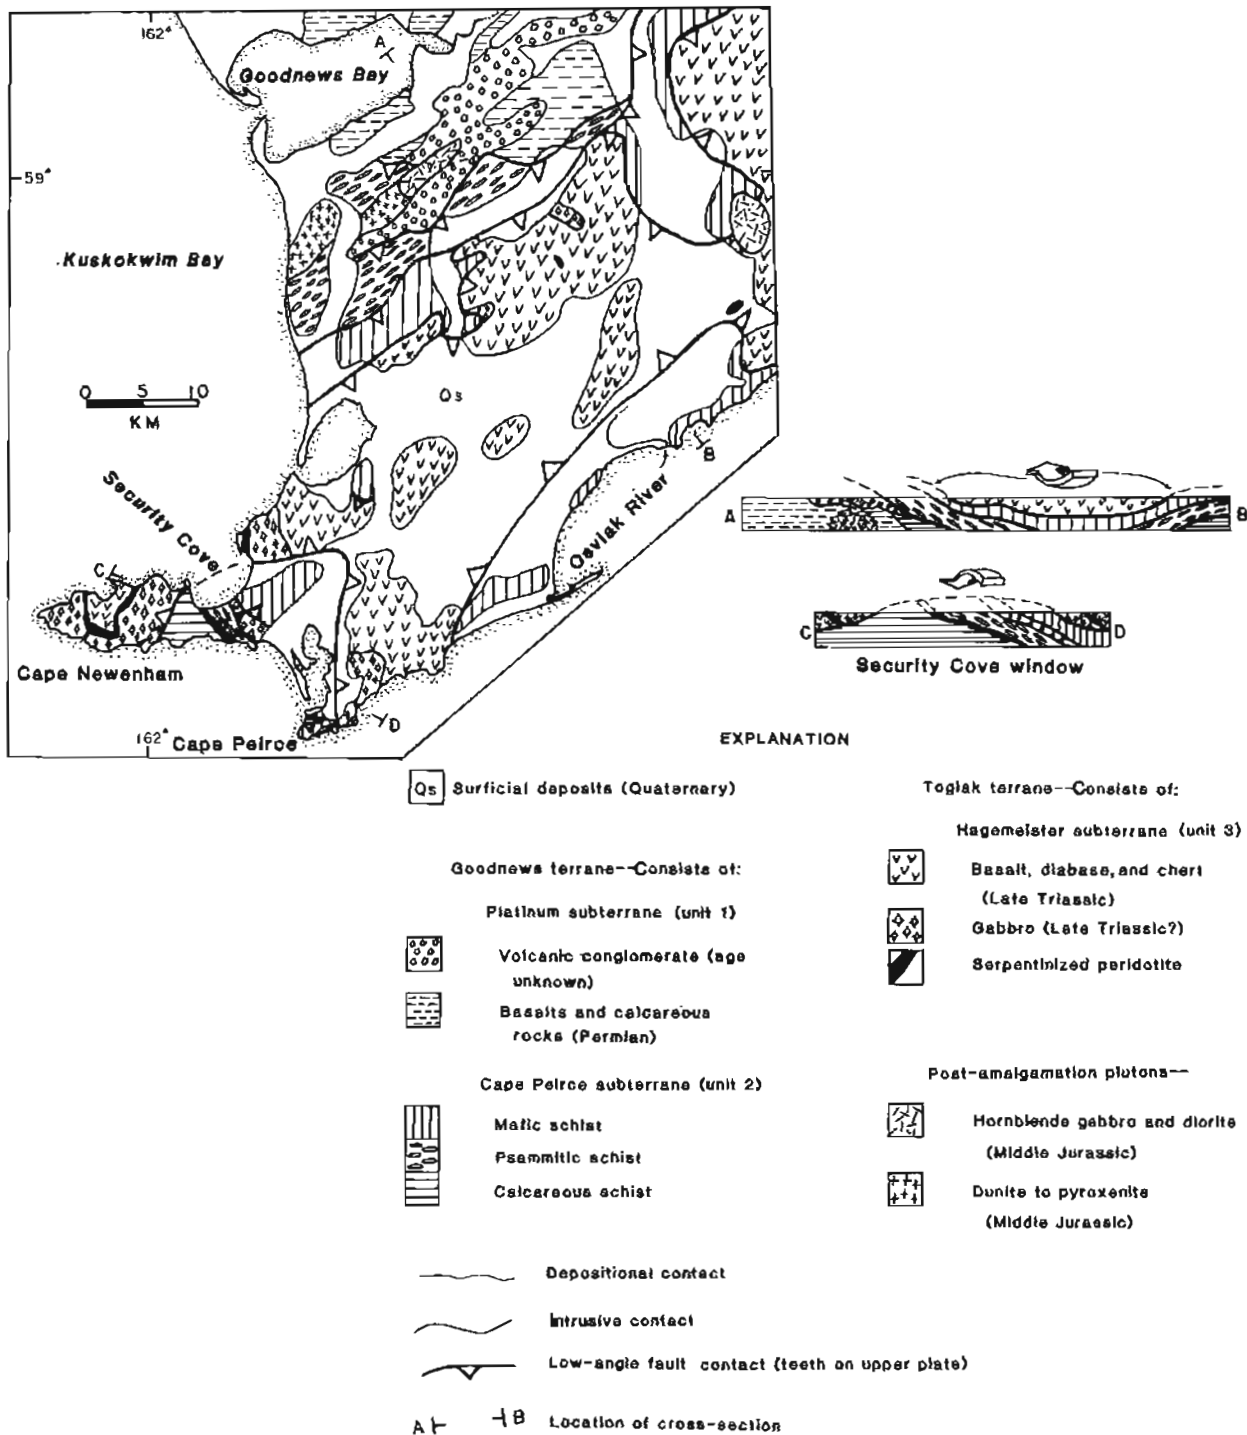 162°
A
Goodnews Bay
59°
Kuskokwim Bay
0 5 10
KM
Qs
B
Security Cove
Osviak River
C
Cape Newenham
D
162°
Cape Peirce
A
B
C
D
Security Cove window
EXPLANATION
Qs Surficial deposits (Quaternary)
Goodnews terrane--Consists of:
Platinum subterrane (unit 1)
Volcanic conglomerate (age
unknown)
Basalts and calcareous
rocks (Permian)
Cape Peirce subterrane (unit 2)
Mafic schist
Psammitic schist
Calcareous schist
Togiak terrane--Consists of:
Hagemeister subterrane (unit 3)
Basalt, diabase, and chert
(Late Triassic)
Gabbro (Late Triassic?)
Serpentinized peridotite
Post-amalgamation plutons--
Hornblende gabbro and diorite
(Middle Jurassic)
Dunite to pyroxenite
(Middle Jurassic)
Depositional contact
Intrusive contact
Low-angle fault contact (teeth on upper plate)
A B Location of cross-section